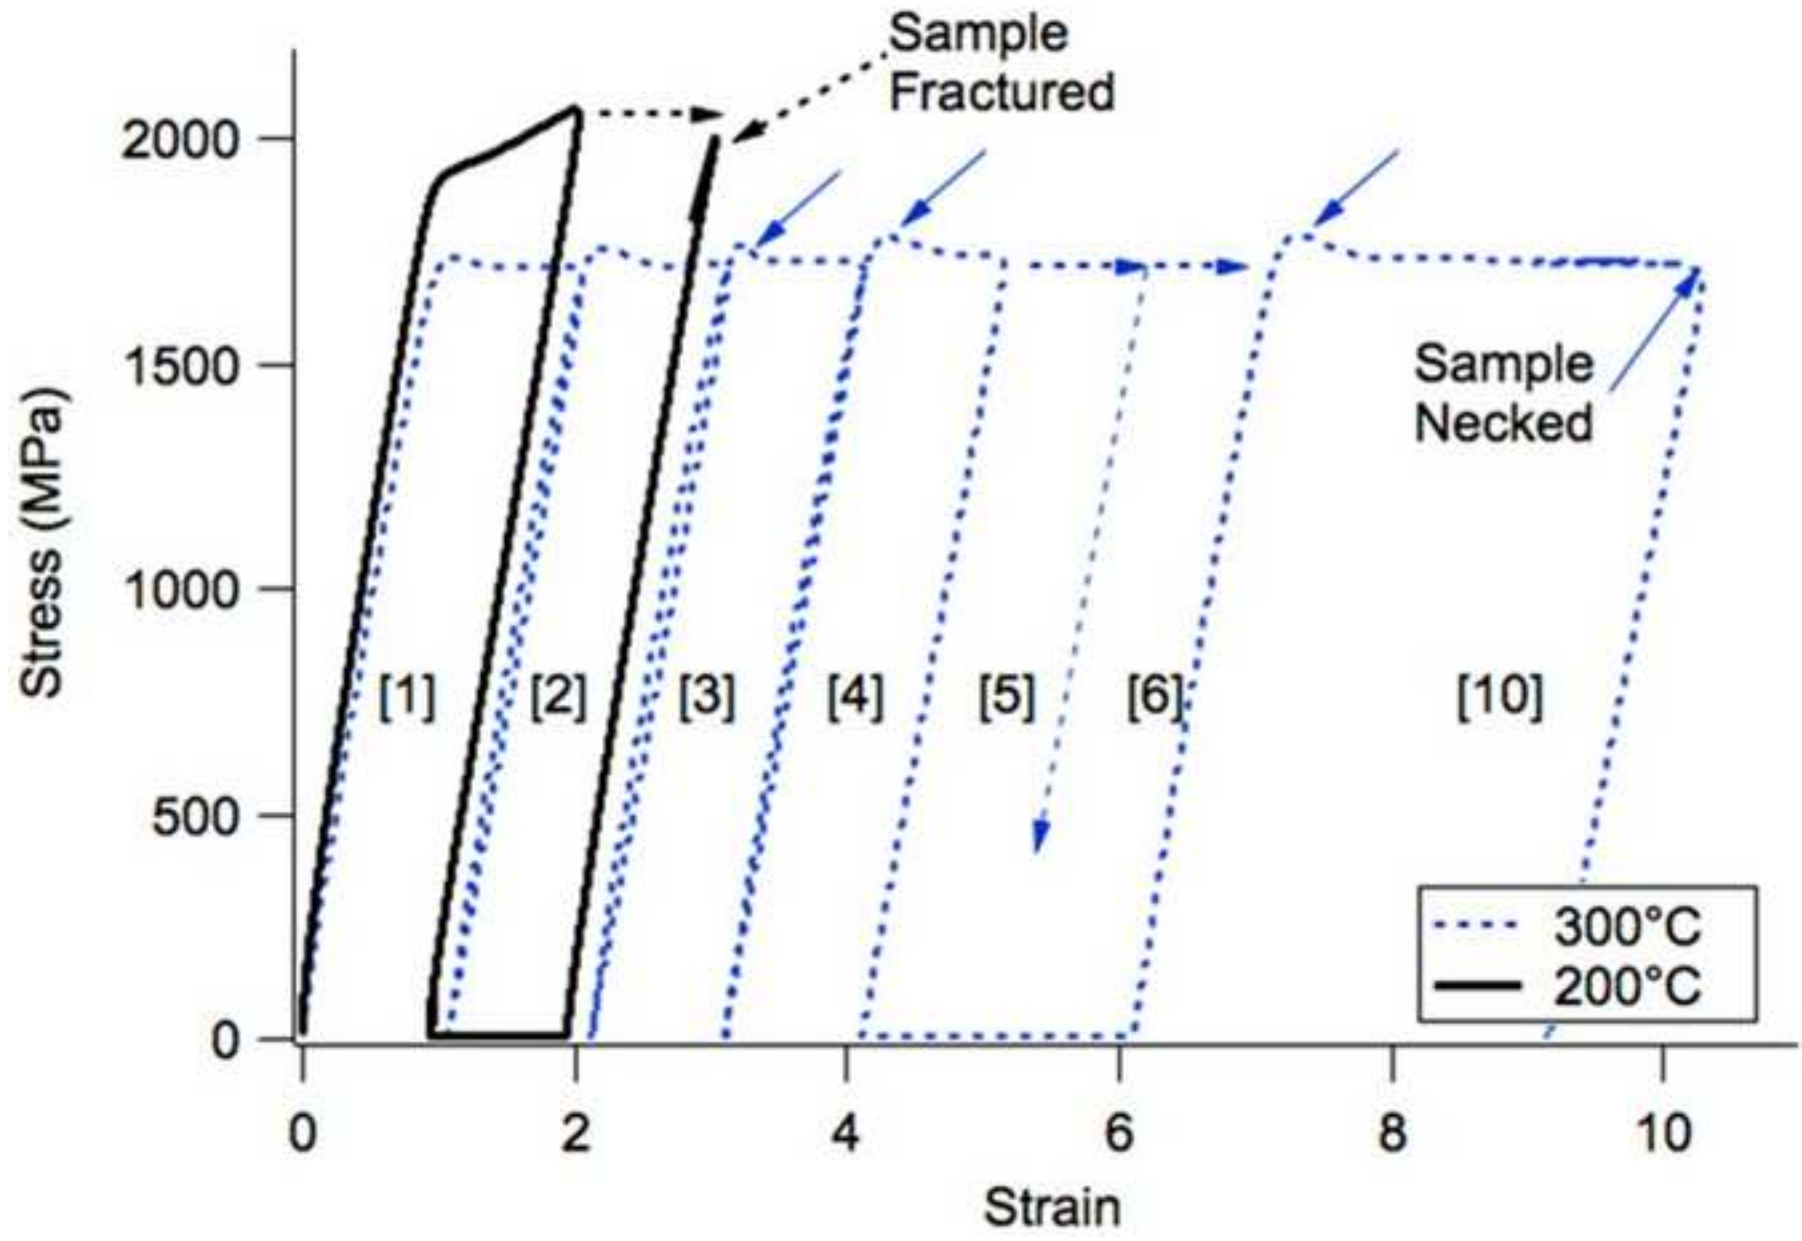 Sample
Fractured
2000
1500
1000
500
0
Stress (MPa)
Sample
Necked
[1] [2] [3] [4] [5] [6] [10]
300°C
200°C
0 2 4 6 8 10
Strain